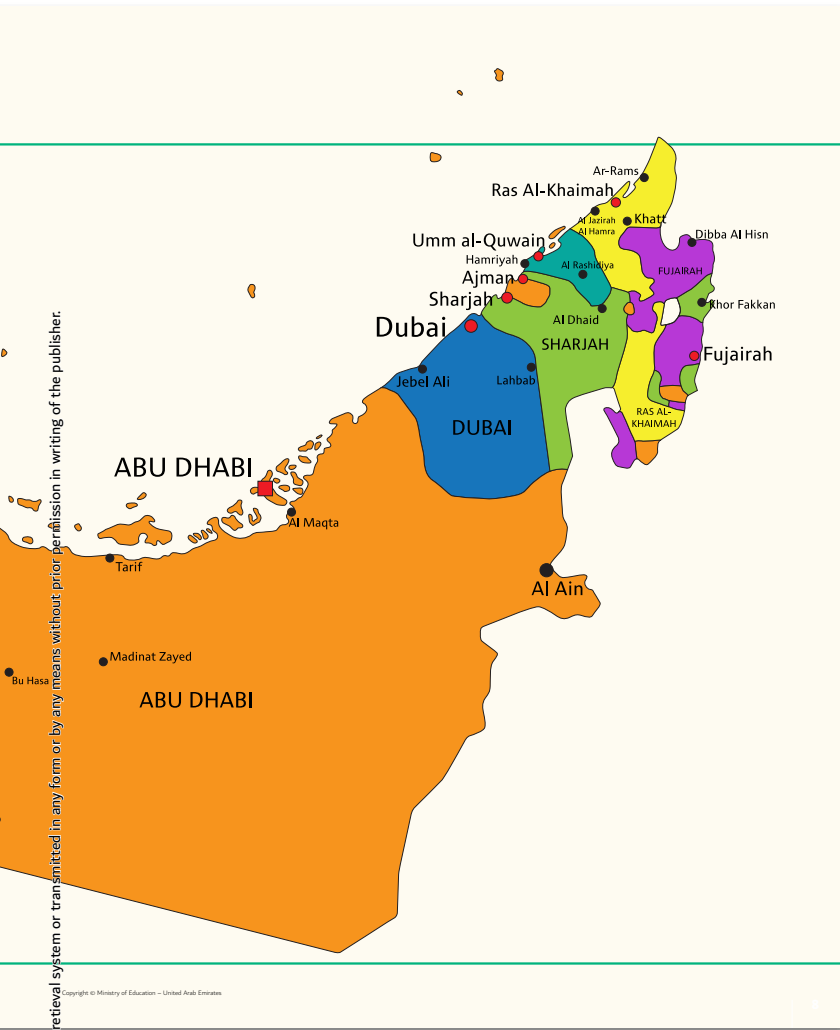 Ar-Rams
Ras Al-Khaimah
Al Jazirah
Al Hamra
Khatt
Dibba Al Hisn
Umm al-Quwain
Hamriyah
Al Rashidiya
FUJAIRAH
Ajman
Sharjah
Khor Fakkan
Al Dhaid
Dubai
SHARJAH
Fujairah
Jebel Ali
Lahbab
RAS AL-
KHAIMAH
DUBAI
ABU DHABI
Al Maqta
Tarif
Al Ain
Madinat Zayed
Bu Hasa
ABU DHABI
retieval system or transmitted in any form or by any means without prior permission in writing of the publisher.
Copyright © Ministry of Education – United Arab Emirates